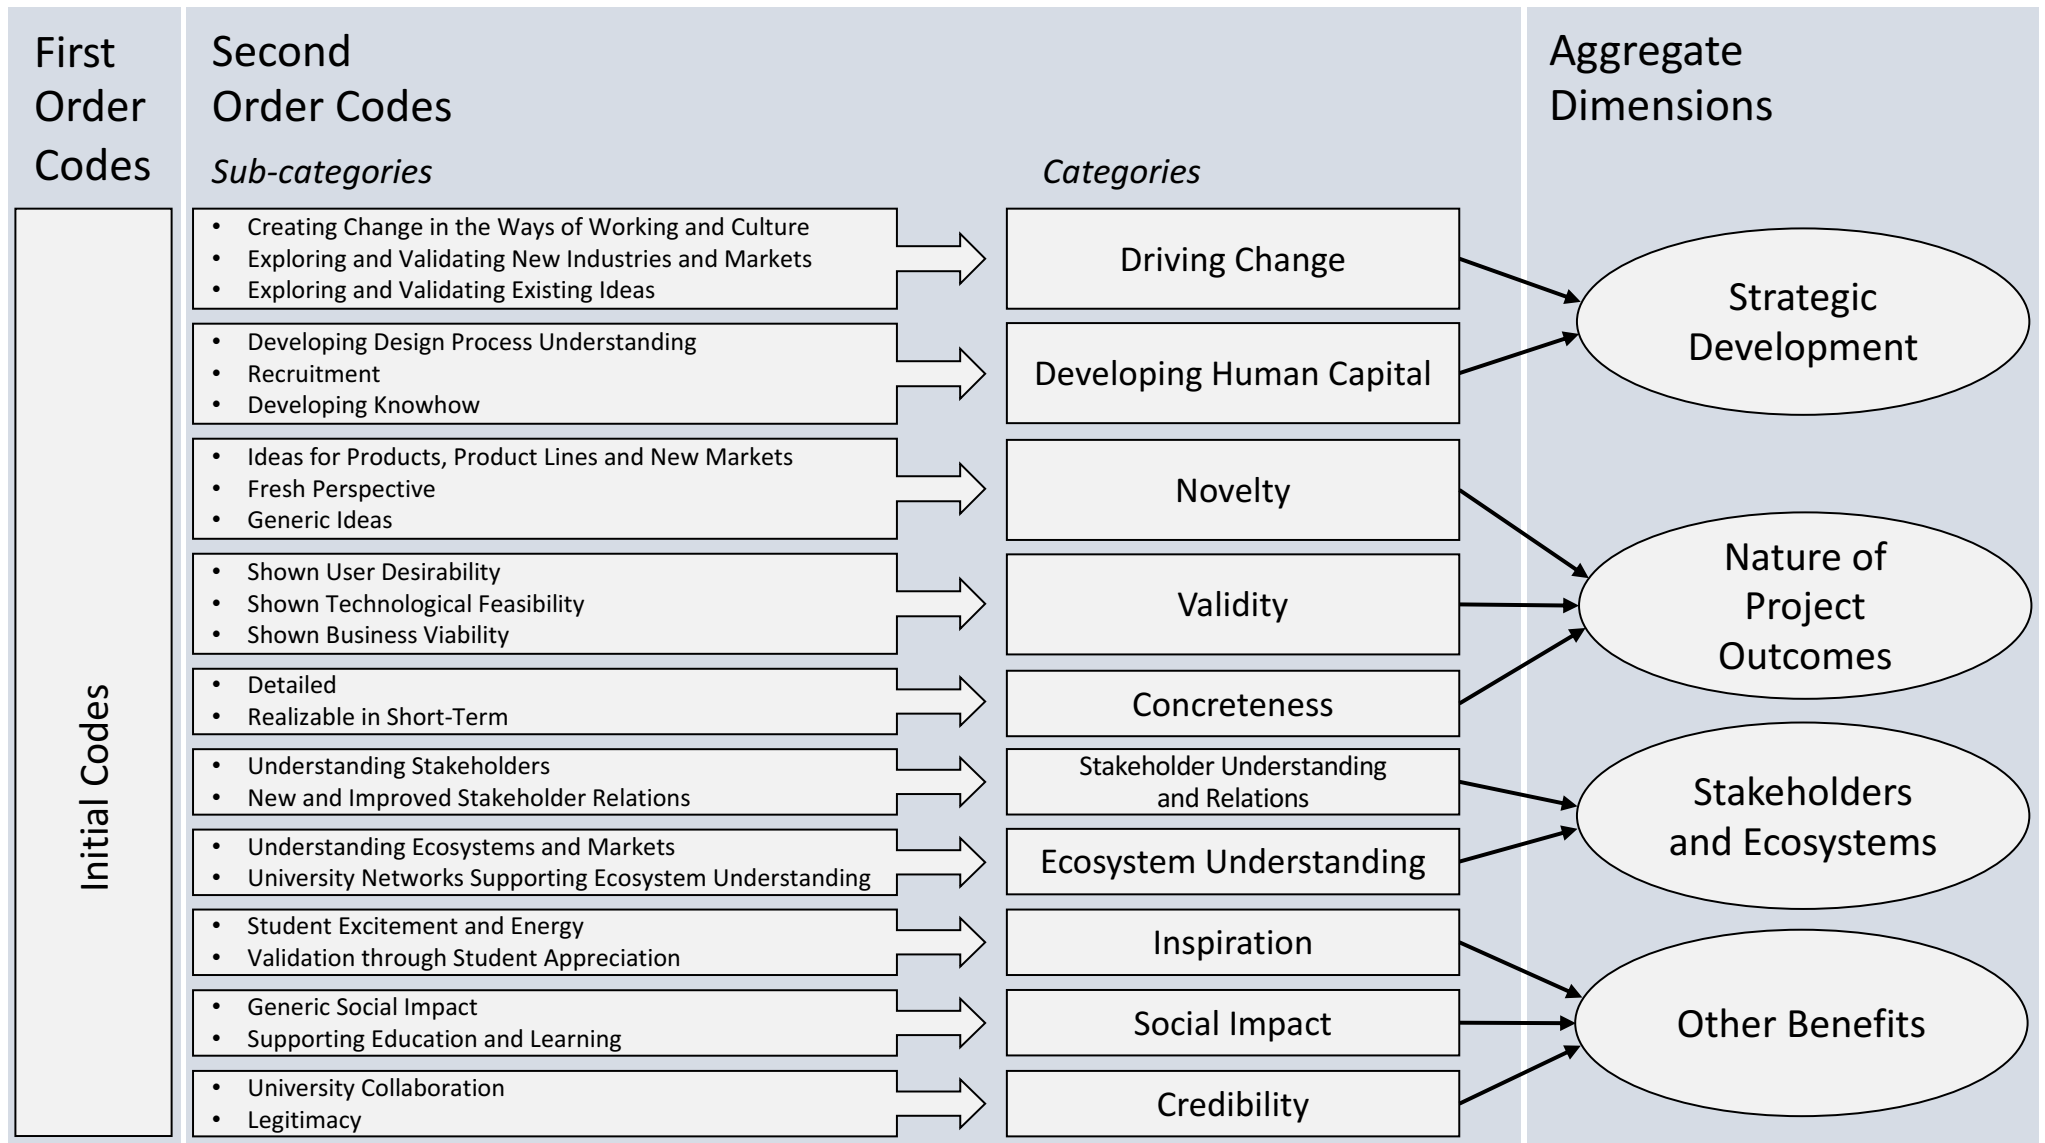 First
Order
Codes
Second
Order Codes
Sub-categories
Categories
Aggregate
Dimensions
Initial Codes
• Creating Change in the Ways of Working and Culture
• Exploring and Validating New Industries and Markets
• Exploring and Validating Existing Ideas
Driving Change
• Developing Design Process Understanding
• Recruitment
• Developing Knowhow
Developing Human Capital
Strategic
Development
• Ideas for Products, Product Lines and New Markets
• Fresh Perspective
• Generic Ideas
Novelty
• Shown User Desirability
• Shown Technological Feasibility
• Shown Business Viability
Validity
• Detailed
• Realizable in Short-Term
Concreteness
Nature of
Project
Outcomes
• Understanding Stakeholders
• New and Improved Stakeholder Relations
Stakeholder Understanding
and Relations
• Understanding Ecosystems and Markets
• University Networks Supporting Ecosystem Understanding
Ecosystem Understanding
Stakeholders
and Ecosystems
• Student Excitement and Energy
• Validation through Student Appreciation
Inspiration
• Generic Social Impact
• Supporting Education and Learning
Social Impact
• University Collaboration
• Legitimacy
Credibility
Other Benefits